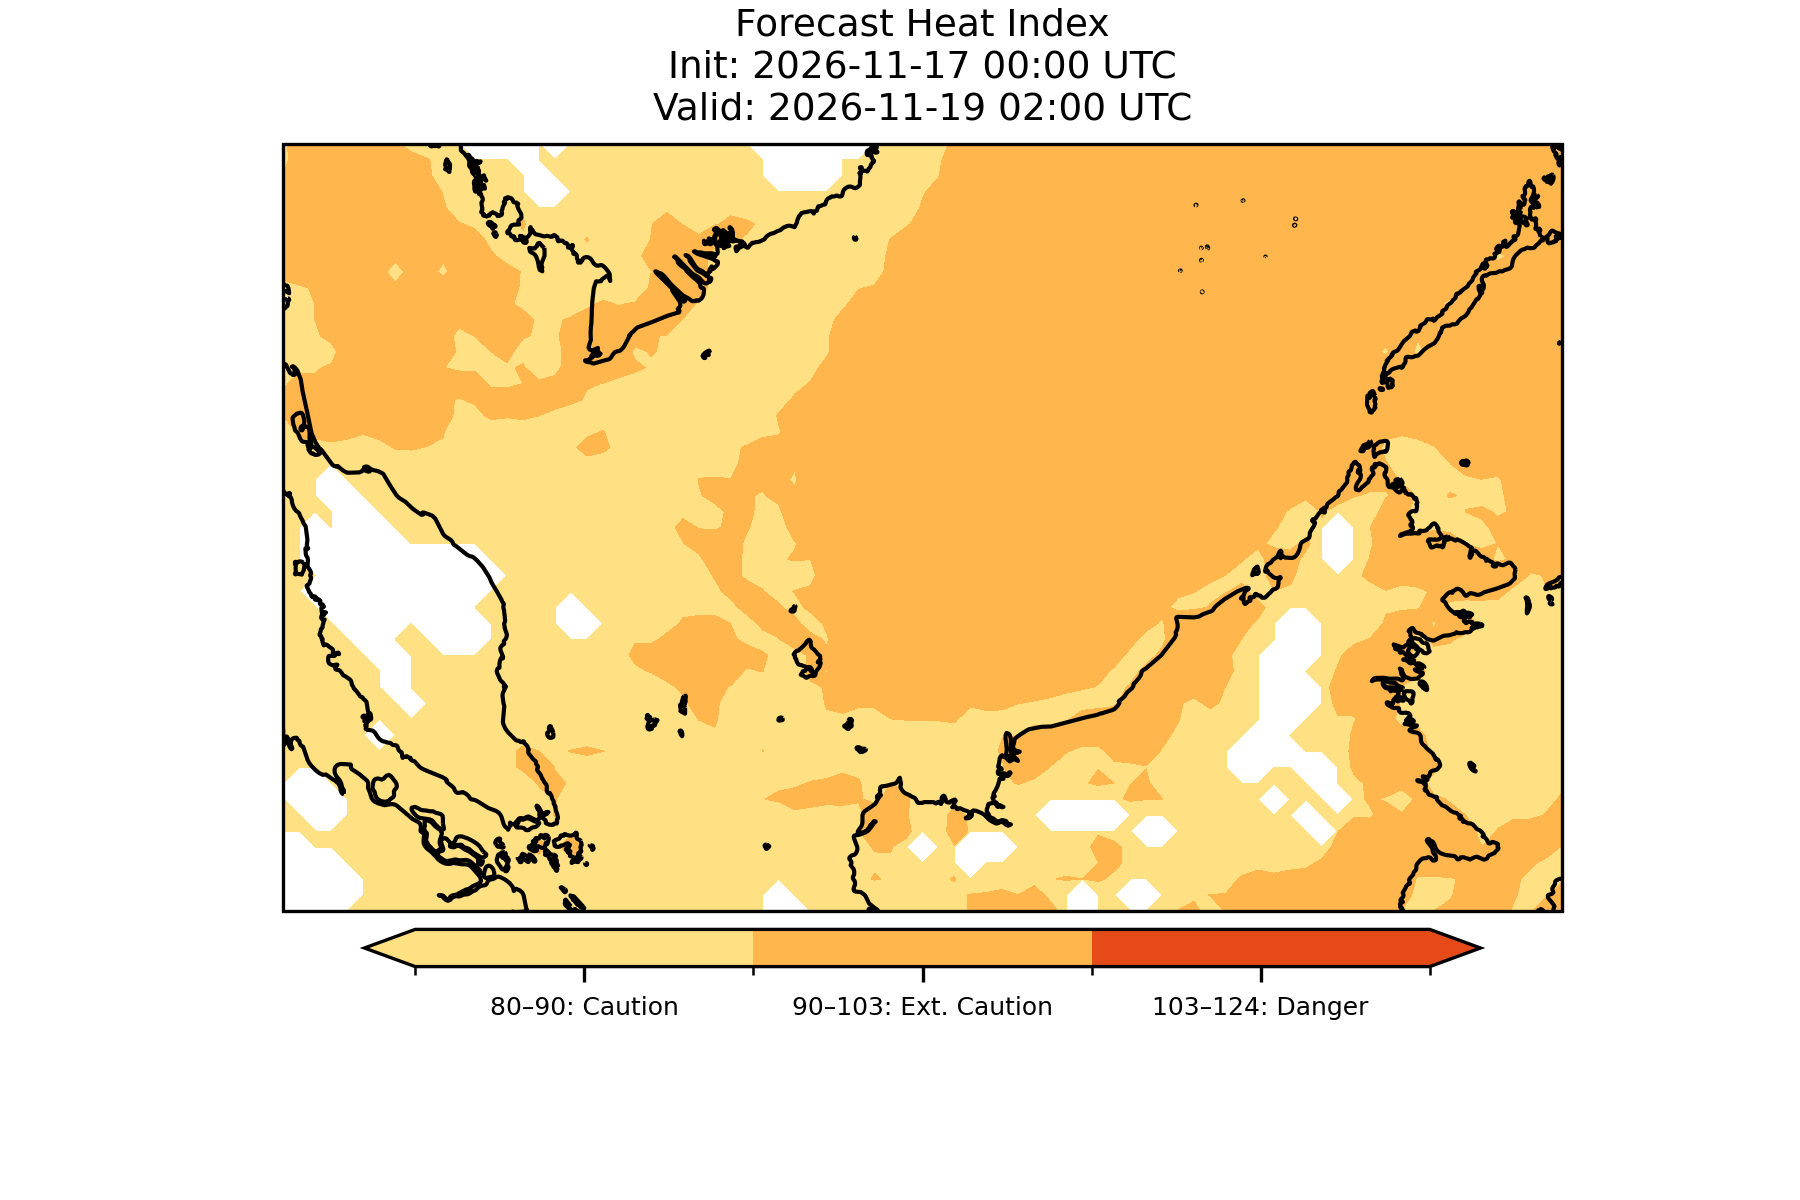 Forecast Heat Index
Init: 2026-11-17 00:00 UTC
Valid: 2026-11-19 02:00 UTC
80–90: Caution
90–103: Ext. Caution
103–124: Danger